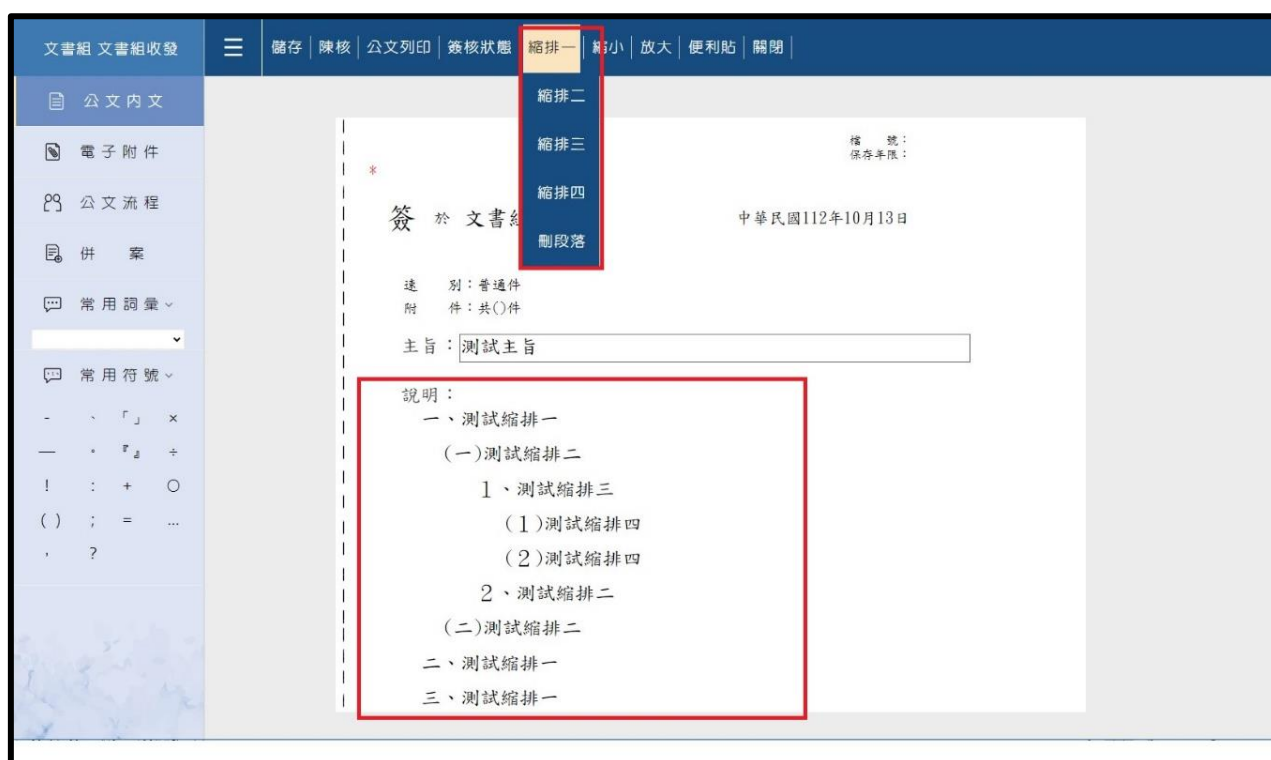 文書組 文書組收發
儲存│陳核│公文列印│簽核狀態│縮排一│縮小│放大│便利貼│關閉│
縮排二
縮排三
縮排四
刪段落
公文內文
電子附件
公文流程
併 案
常用詞彙
常用符號
- 、 「」 ×
— 。 『』 ÷
! : + ○
() ; = …
, ?
檔 號:
保存年限:
*
簽 於 文書組
中華民國112年10月13日
速 別:普通件
附 件:共()件
主旨:測試主旨
說明:
一、測試縮排一
(一)測試縮排二
1、測試縮排三
(1)測試縮排四
(2)測試縮排四
2、測試縮排二
(二)測試縮排二
二、測試縮排一
三、測試縮排一